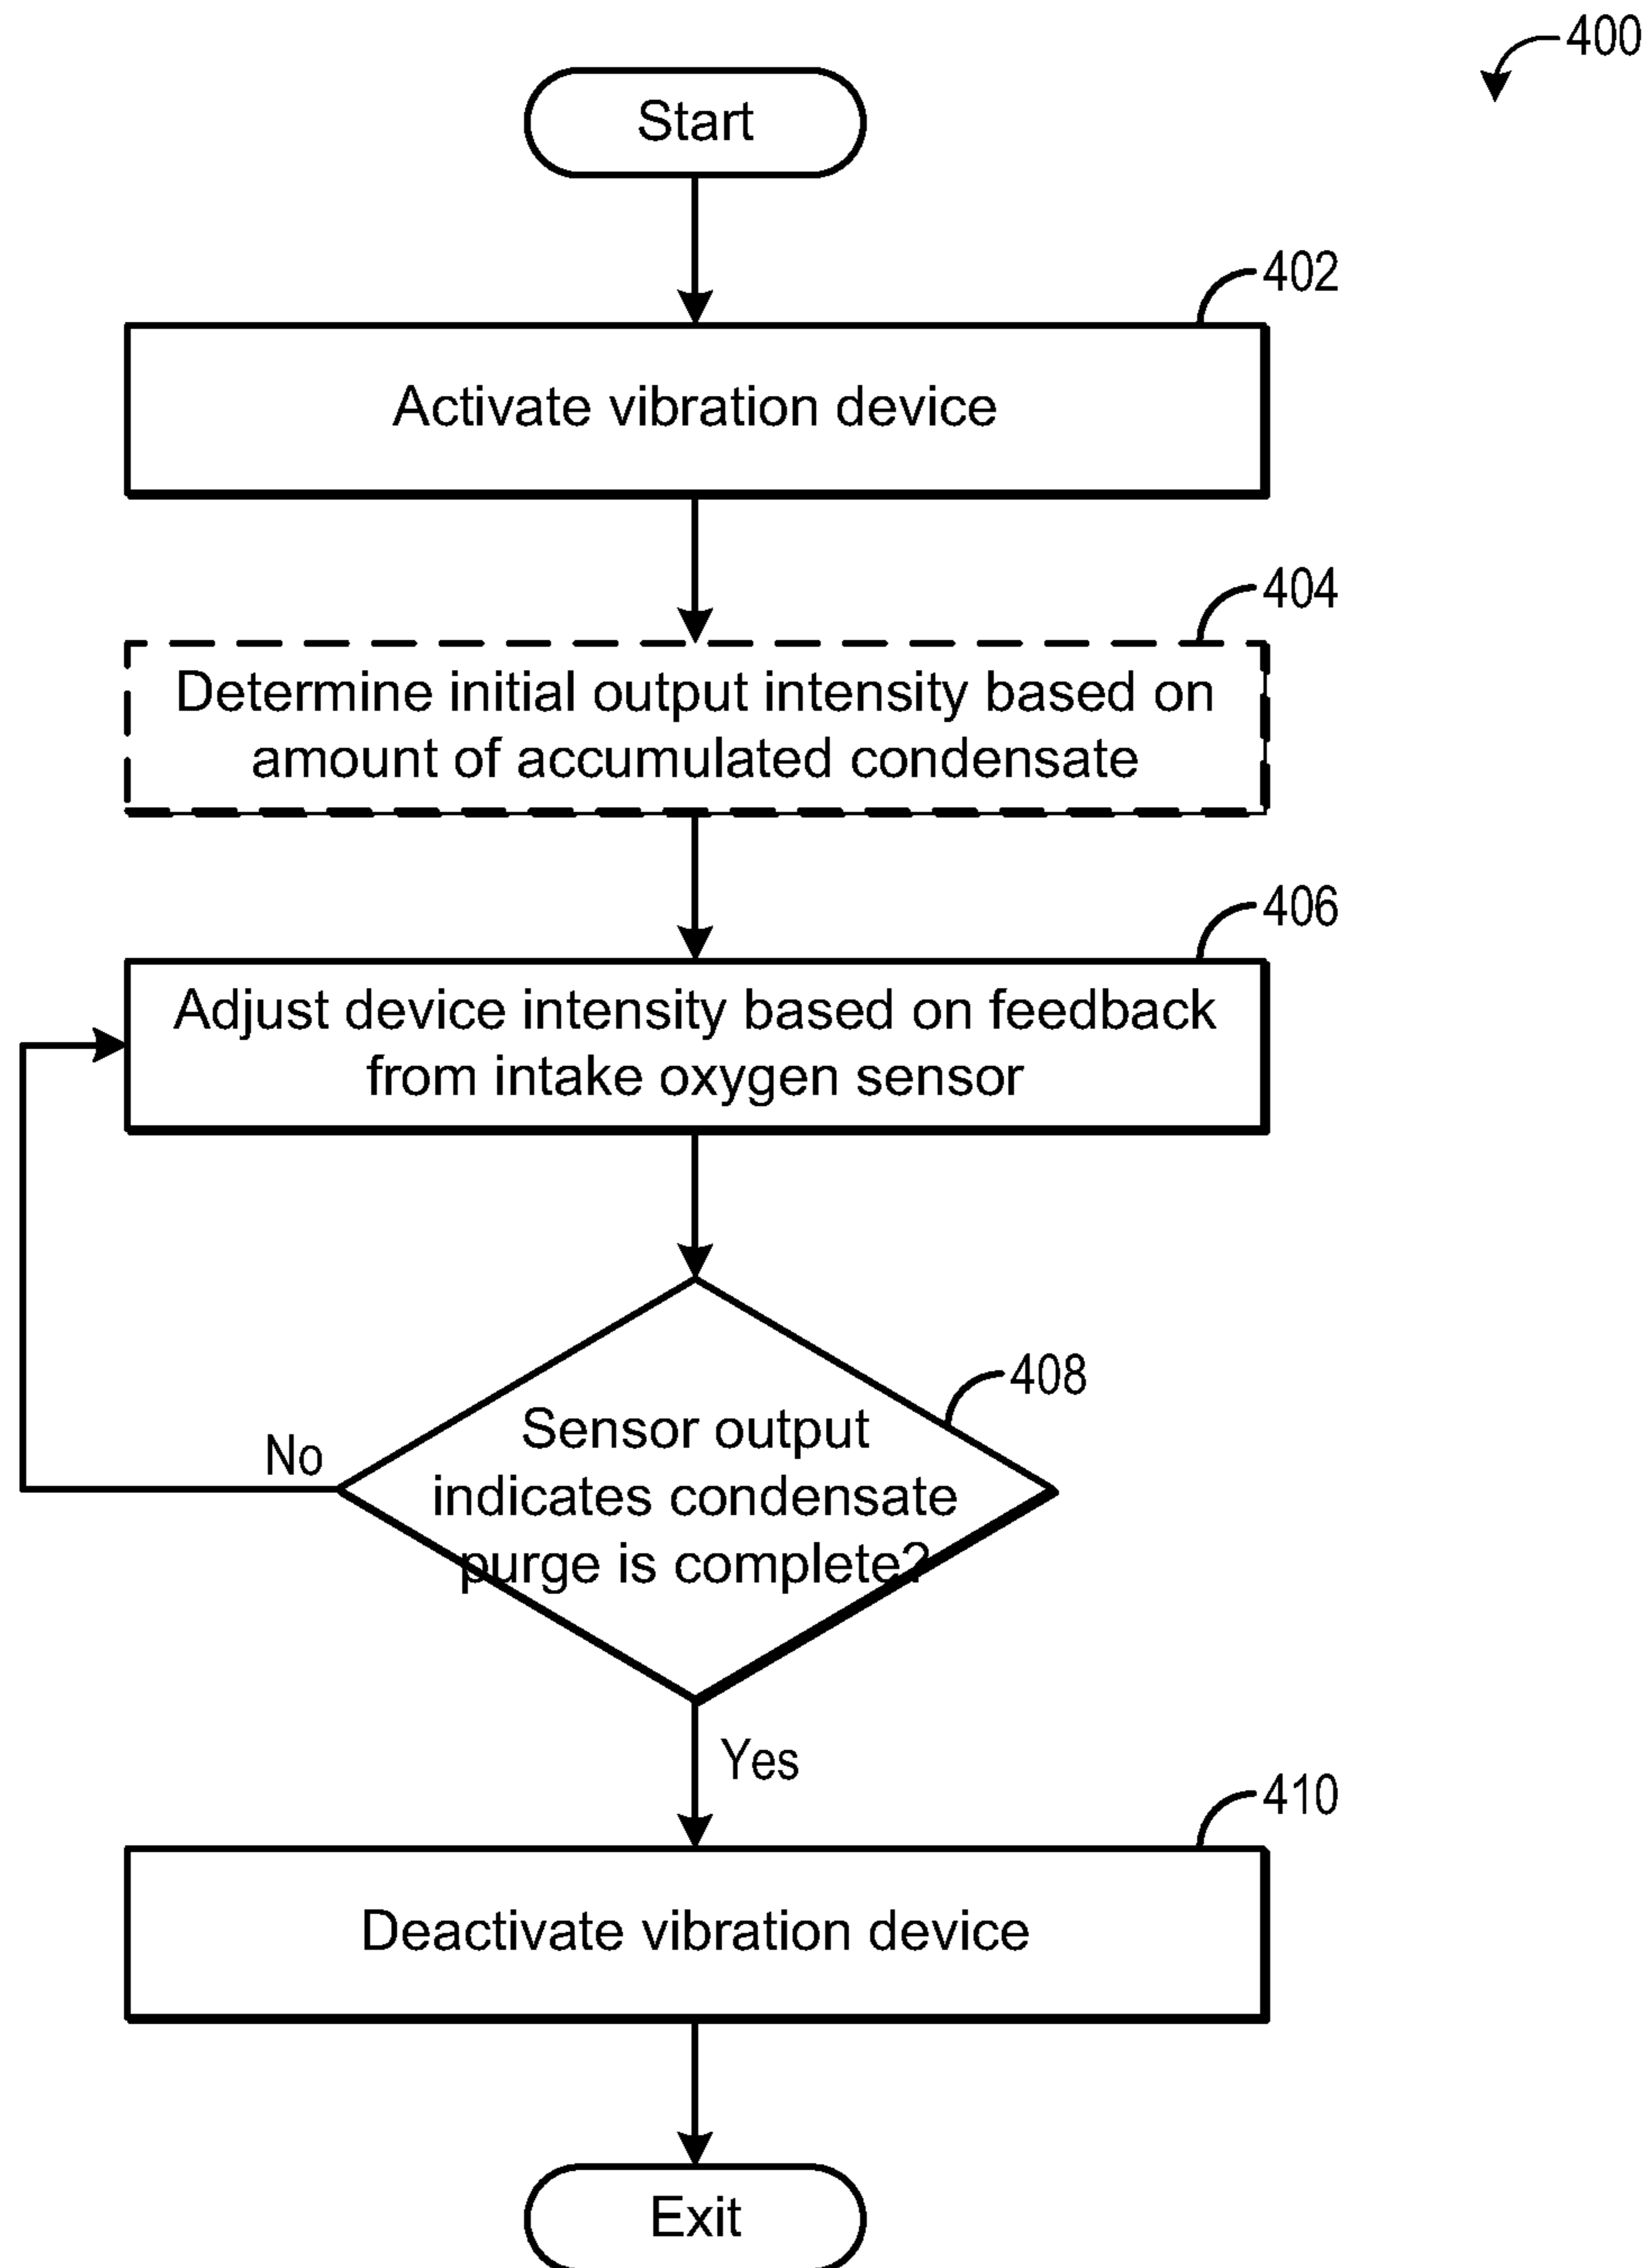 400
Start
402
Activate vibration device
404
Determine initial output intensity based on
amount of accumulated condensate
406
Adjust device intensity based on feedback
from intake oxygen sensor
408
Sensor output
indicates condensate
purge is complete?
No
Yes
410
Deactivate vibration device
Exit